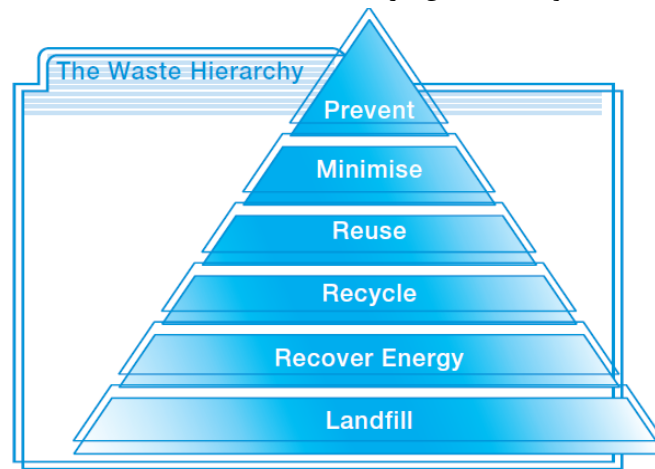 The Waste Hierarchy
Prevent
Minimise
Reuse
Recycle
Recover Energy
Landfill